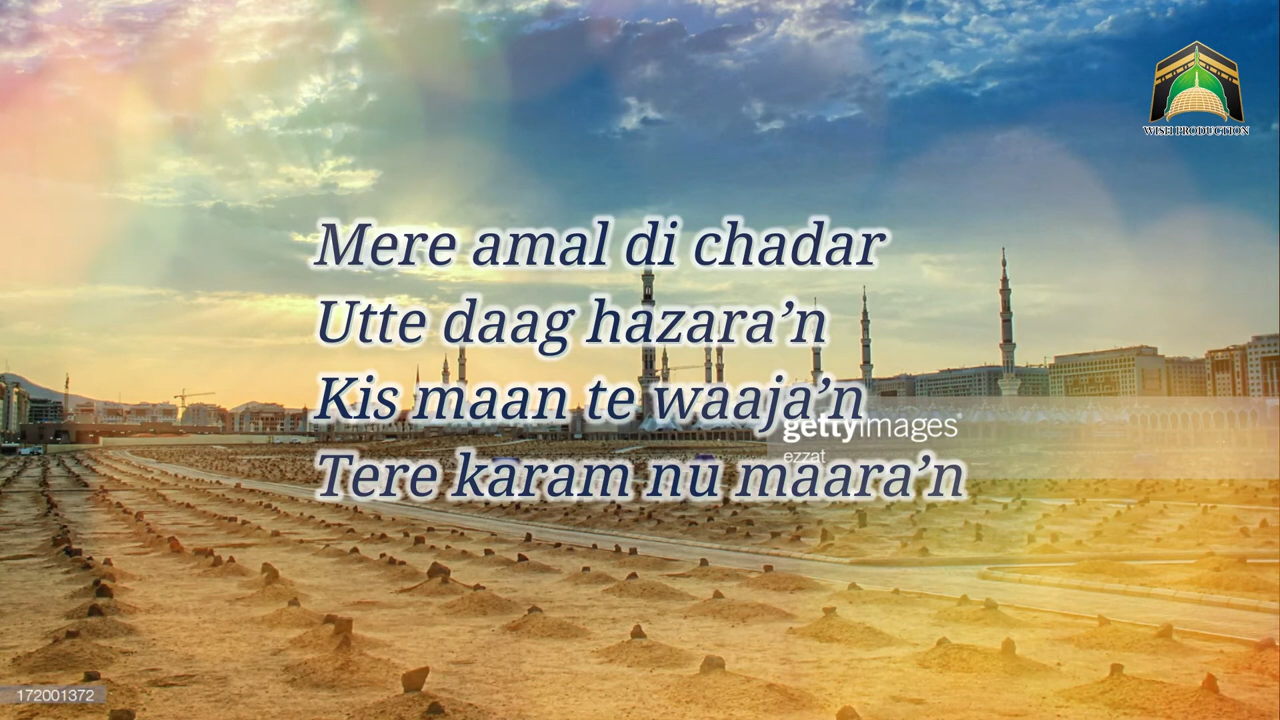 WISH PRODUCTION
Mere amal di chadar
Utte daag hazara’n
Kis maan te waaja’n
Tere karam nu maara’n
gettyimages
ezzat
172001372